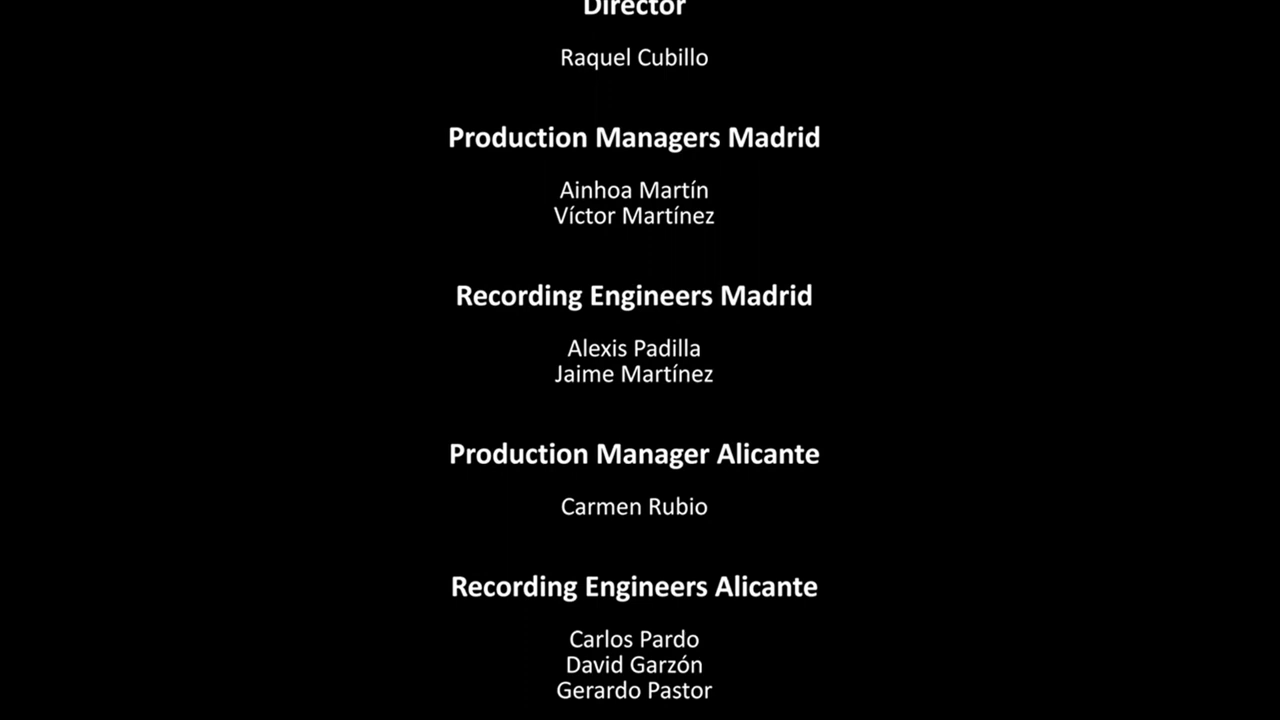 Director
Raquel Cubillo
Production Managers Madrid
Ainhoa Martín
Víctor Martínez
Recording Engineers Madrid
Alexis Padilla
Jaime Martínez
Production Manager Alicante
Carmen Rubio
Recording Engineers Alicante
Carlos Pardo
David Garzón
Gerardo Pastor